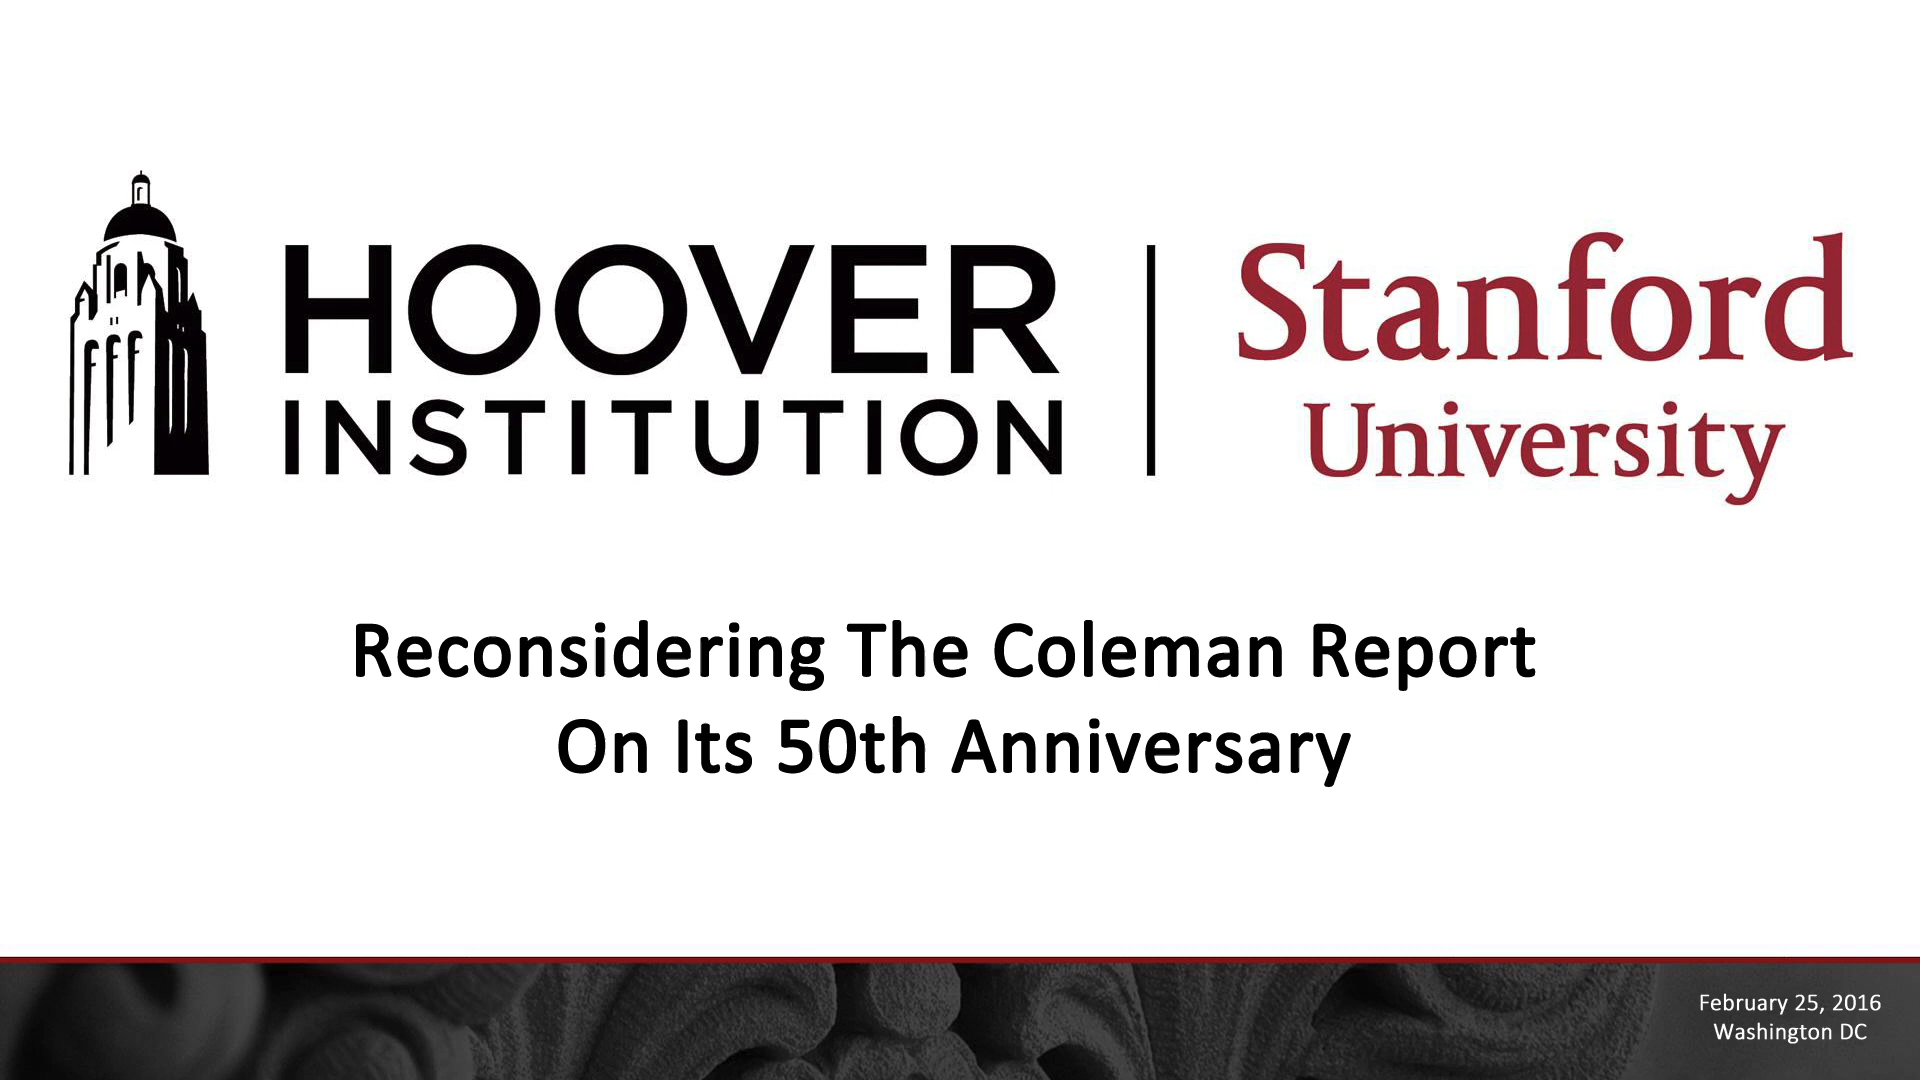 HOOVER
INSTITUTION
Stanford
University
Reconsidering The Coleman Report
On Its 50th Anniversary
February 25, 2016
Washington DC